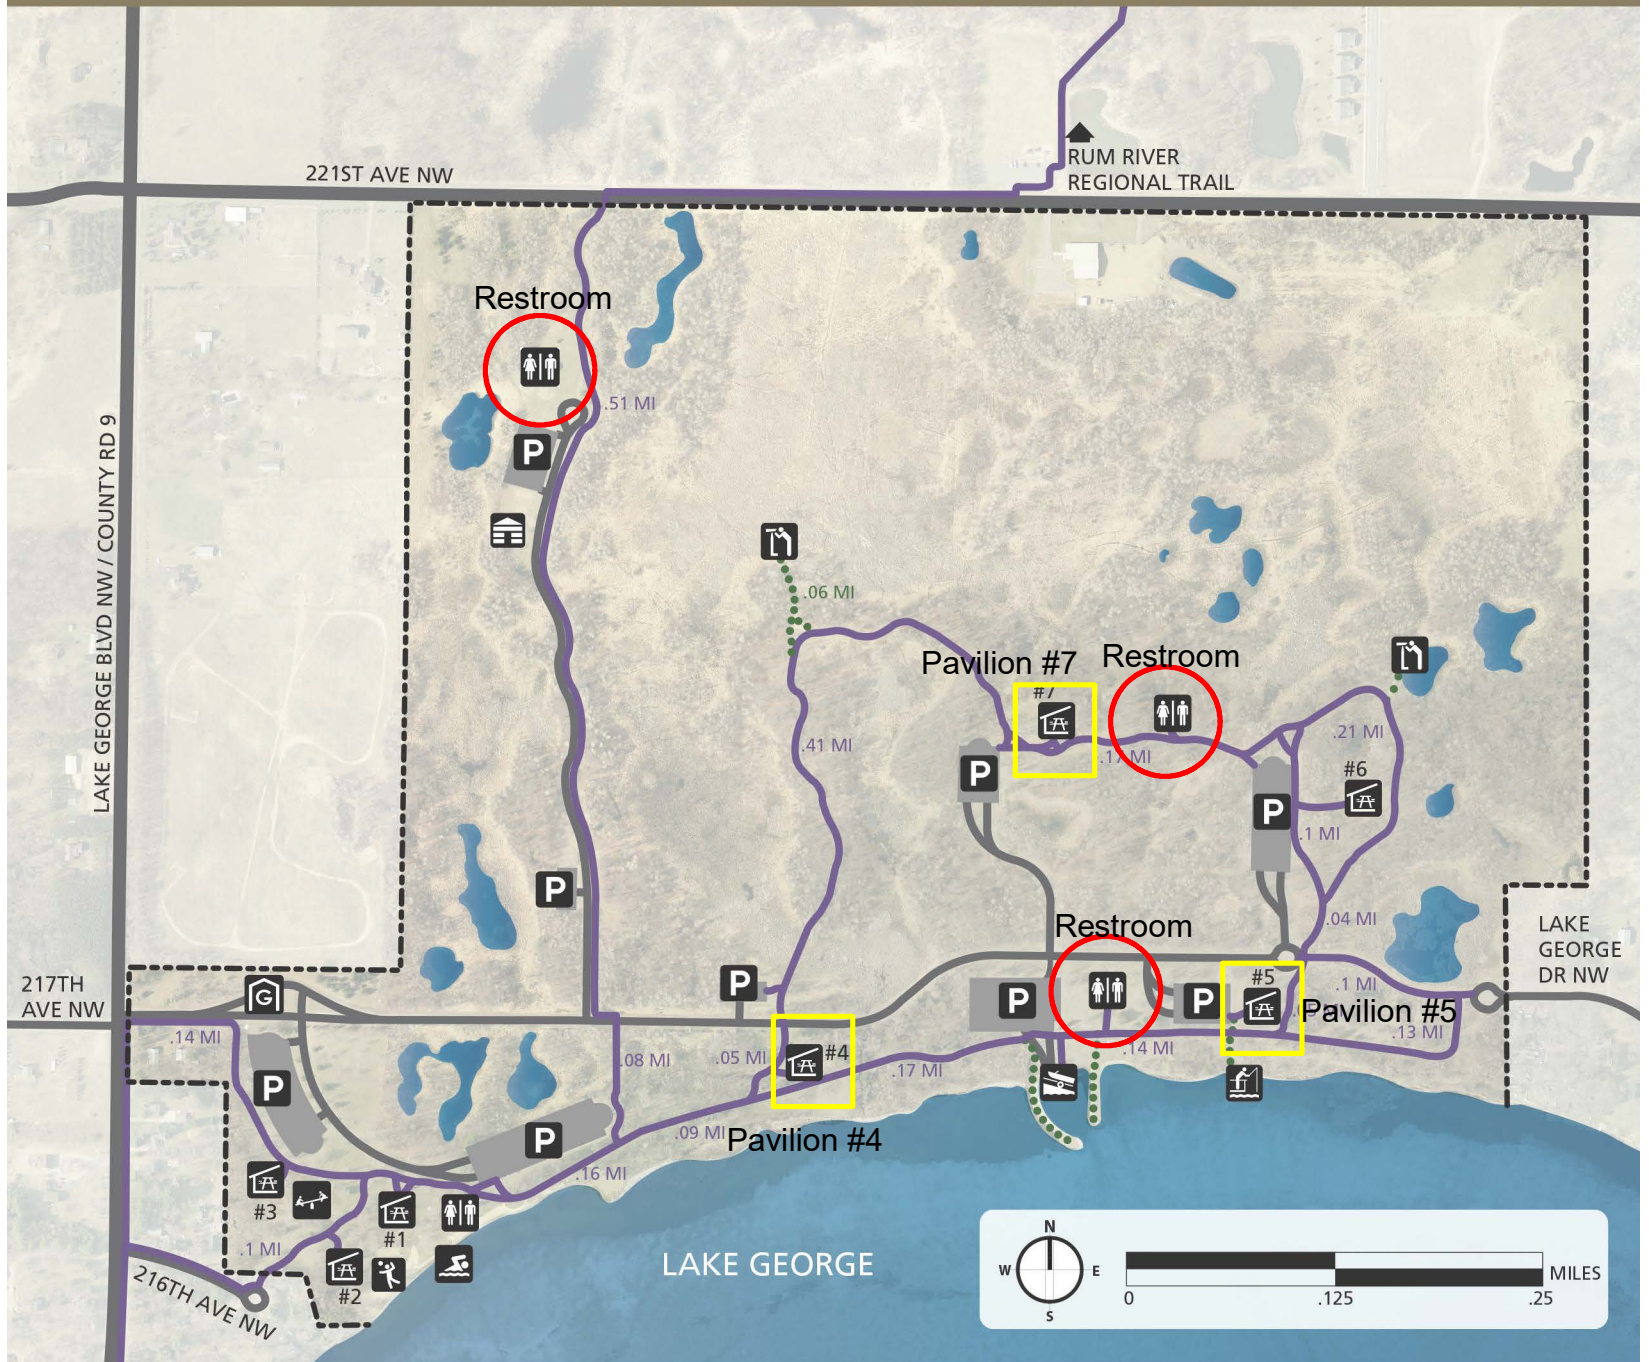 221ST AVE NW
RUM RIVER
REGIONAL TRAIL
Restroom
.51 MI
LAKE GEORGE BLVD NW / COUNTY RD 9
P
.06 MI
Pavilion #7
Restroom
#7
.41 MI
.17 MI
.21 MI
P
#6
P
.1 MI
P
Restroom
.04 MI
LAKE
GEORGE
DR NW
217TH
AVE NW
G
P
P
P
#5
.1 MI
Pavilion #5
.14 MI
.08 MI
.05 MI
#4
.17 MI
.14 MI
.13 MI
P
.09 MI
Pavilion #4
P
.16 MI
#3
#1
.1 MI
#2
216TH AVE NW
LAKE GEORGE
N
W
E
S
MILES
0
.125
.25